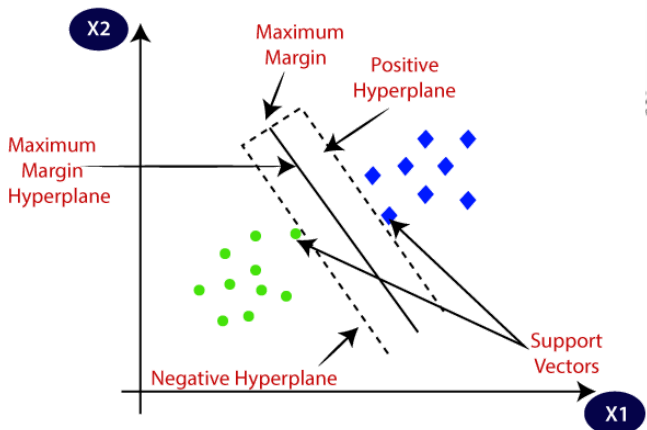 X2
Maximum
Margin
Positive
Hyperplane
Maximum
Margin
Hyperplane
Support
Vectors
Negative Hyperplane
X1